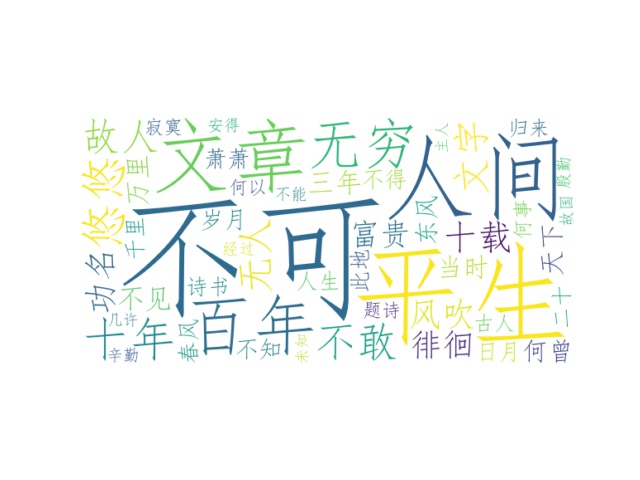 不可
人间
平生
文章
百年
无穷
十年
悠悠
故人
文字
不敢
无人
十载
富贵
徘徊
风吹
功名
东风
天下
万里
千里
寂寞
安得
萧萧
何以
三年
不得
不能
主人
归来
殷勤
故国
何事
岁月
经过
诗书
人生
此地
当时
不见
几许
辛勤
春风
不知
未知
题诗
古人
日月
何曾
二十